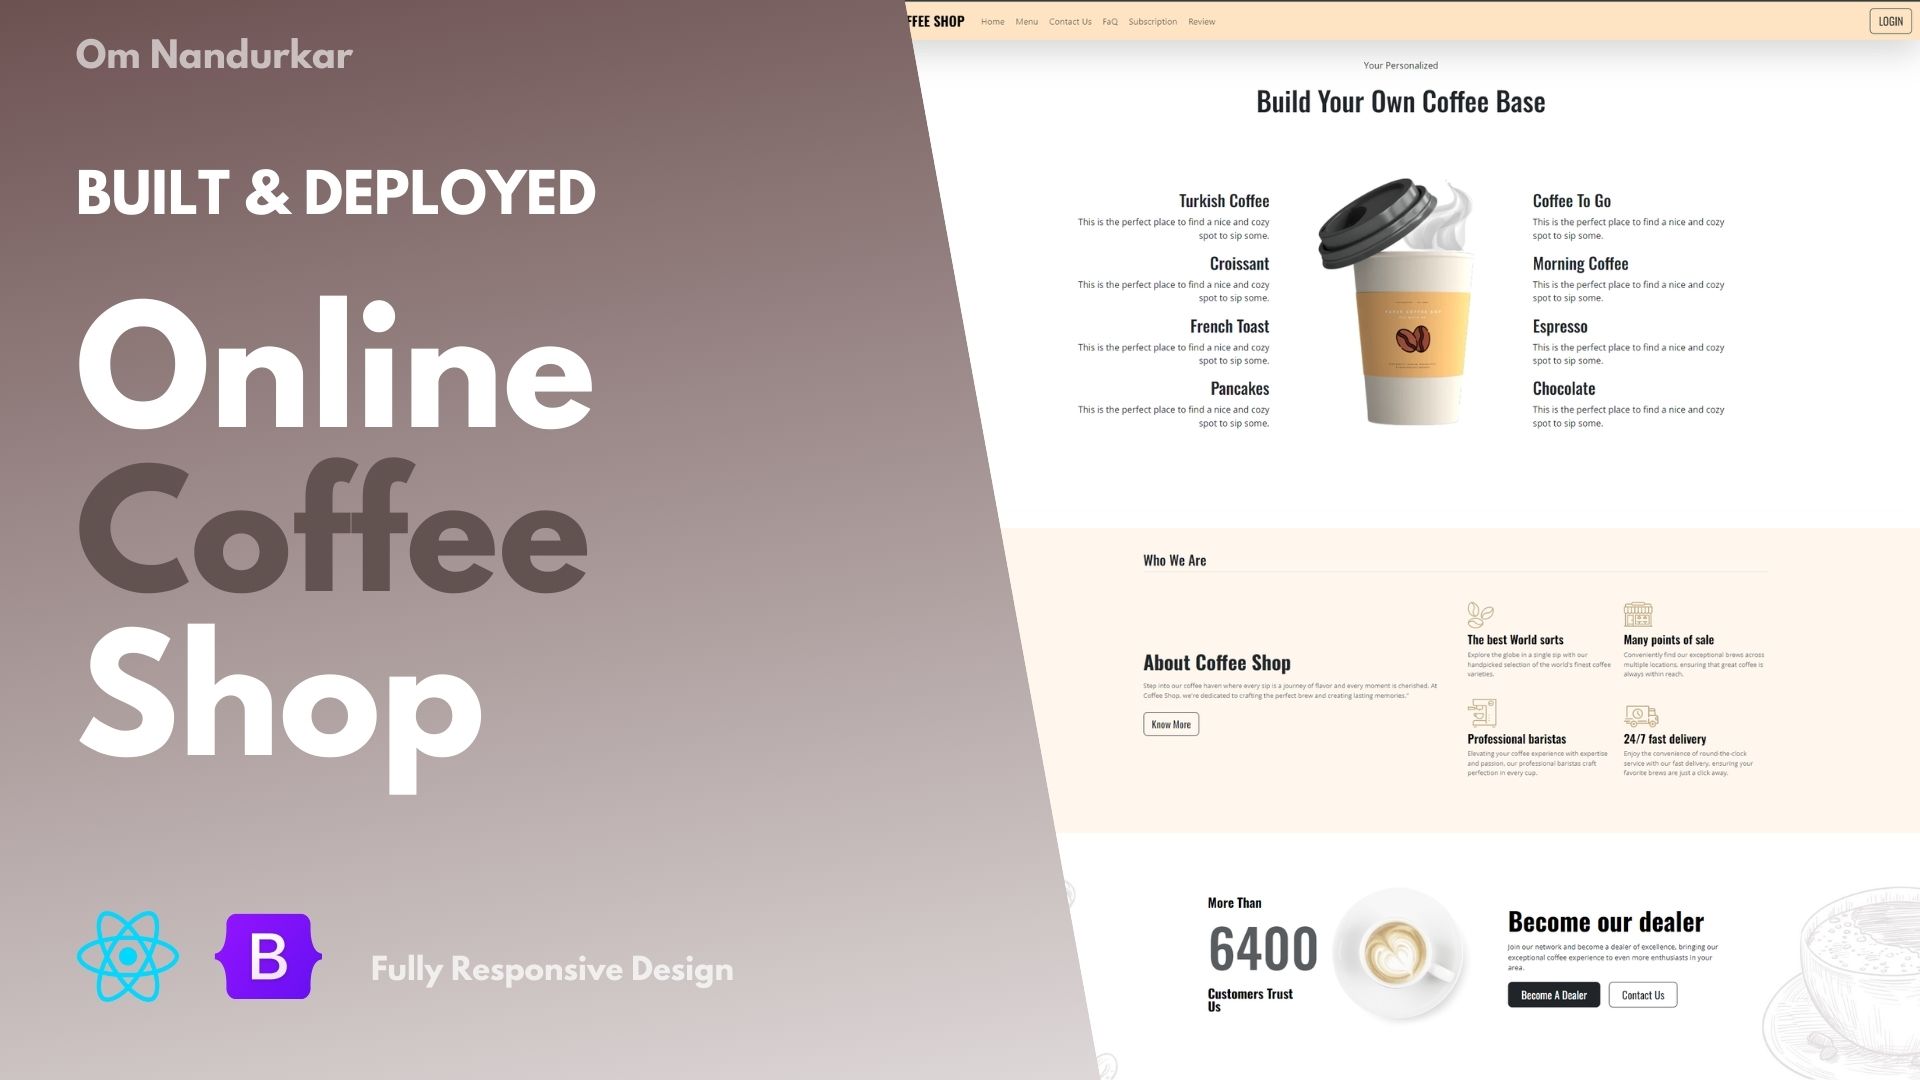 Om Nandurkar
BUILT & DEPLOYED
Online
Coffee
Shop
B
Fully Responsive Design
FFEE SHOP
Home
Menu
Contact Us
FaQ
Subscription
Review
LOGIN
Your Personalized
Build Your Own Coffee Base
Turkish Coffee
This is the perfect place to find a nice and cozy
spot to sip some.
Croissant
This is the perfect place to find a nice and cozy
spot to sip some.
French Toast
This is the perfect place to find a nice and cozy
spot to sip some.
Pancakes
This is the perfect place to find a nice and cozy
spot to sip some.
Coffee To Go
This is the perfect place to find a nice and cozy
spot to sip some.
Morning Coffee
This is the perfect place to find a nice and cozy
spot to sip some.
Espresso
This is the perfect place to find a nice and cozy
spot to sip some.
Chocolate
This is the perfect place to find a nice and cozy
spot to sip some.
Who We Are
About Coffee Shop
Step into our coffee haven where every sip is a journey of flavor and every moment is cherished. At
Coffee Shop, we're dedicated to crafting the perfect brew and creating lasting memories."
Know More
The best World sorts
Explore the globe in a single sip with our
handpicked selection of the world's finest coffee
varieties.
Many points of sale
Conveniently find our exceptional brews across
multiple locations, ensuring that great coffee is
always within reach.
Professional baristas
Elevating your coffee experience with expertise
and passion, our professional baristas craft
perfection in every cup.
24/7 fast delivery
Enjoy the convenience of round-the-clock
service with our fast delivery, ensuring your
favorite brews are just a click away.
More Than
6400
Customers Trust
Us
Become our dealer
Join our network and become a dealer of excellence, bringing our
exceptional coffee experience to even more enthusiasts in your
area.
Become A Dealer
Contact Us